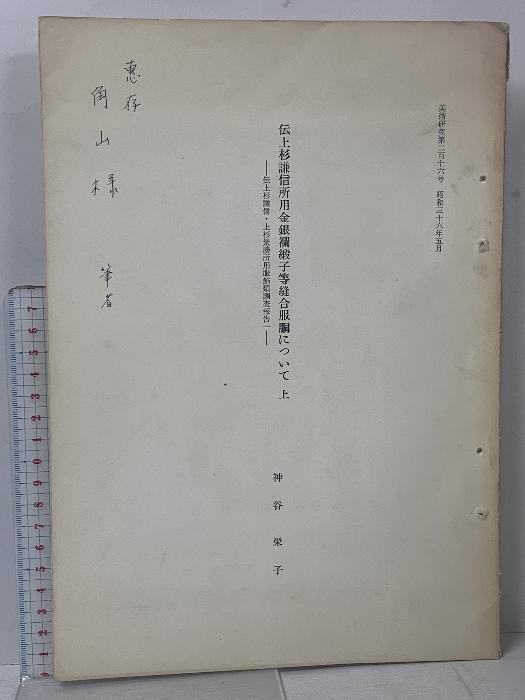 美術研究第二百十六号　昭和三十六年五月
伝上杉謙信所用金銀襴緞子等縫合服胴について 上
――伝上杉謙信・上杉景勝所用服飾類調査報告一――
神谷栄子
恵存
角山様
筆者